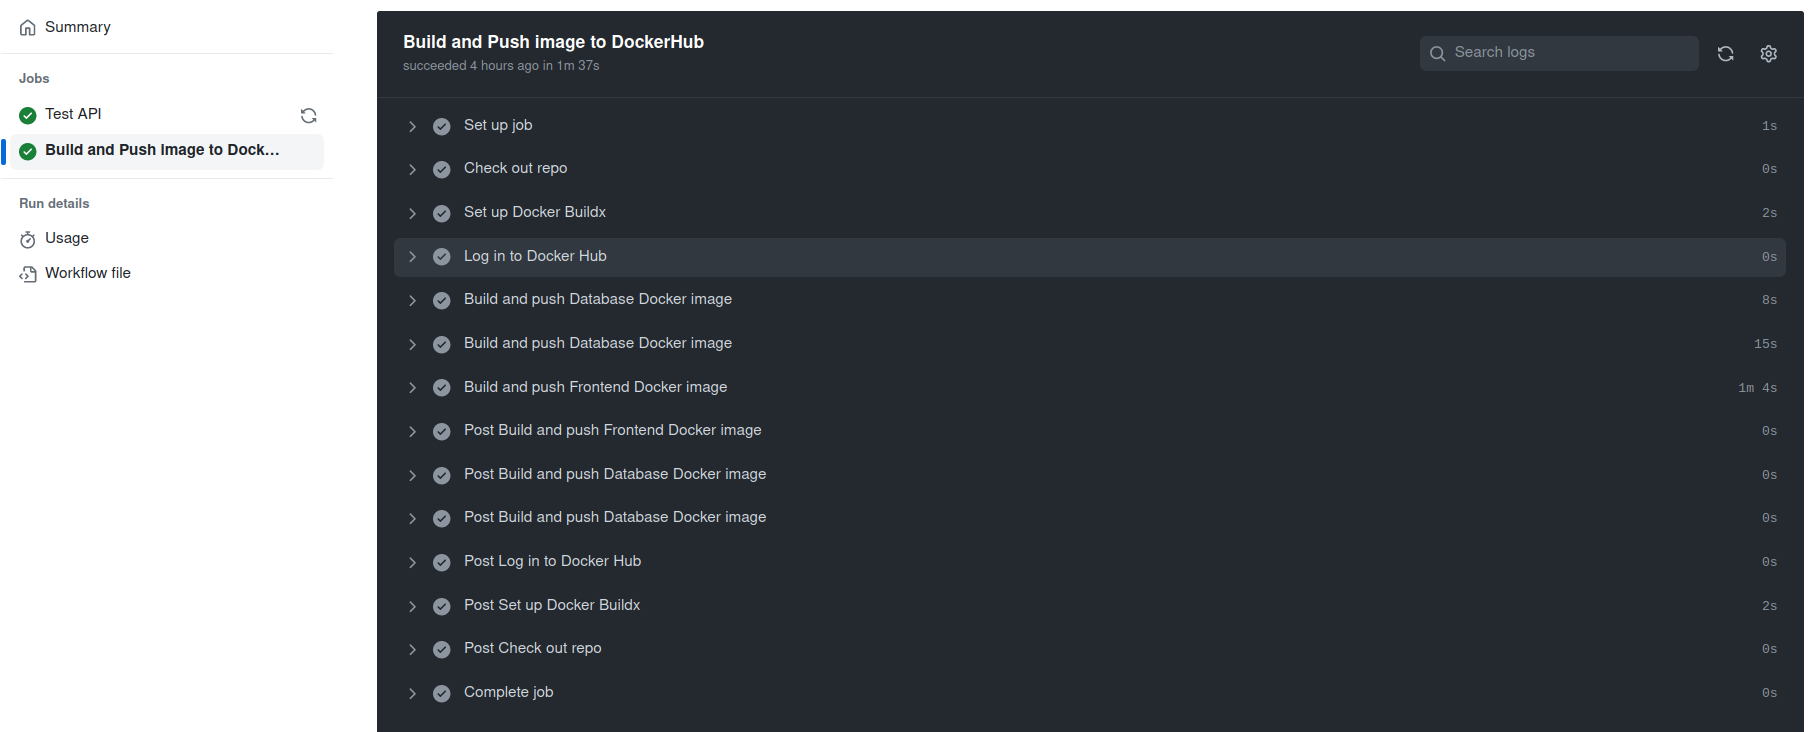 Summary
Jobs
Test API
Build and Push image to Dock...
Run details
Usage
Workflow file
Build and Push image to DockerHub
succeeded 4 hours ago in 1m 37s
Search logs
Set up job 1s
Check out repo 0s
Set up Docker Buildx 2s
Log in to Docker Hub 0s
Build and push Database Docker image 8s
Build and push Database Docker image 15s
Build and push Frontend Docker image 1m 4s
Post Build and push Frontend Docker image 0s
Post Build and push Database Docker image 0s
Post Build and push Database Docker image 0s
Post Log in to Docker Hub 0s
Post Set up Docker Buildx 2s
Post Check out repo 0s
Complete job 0s